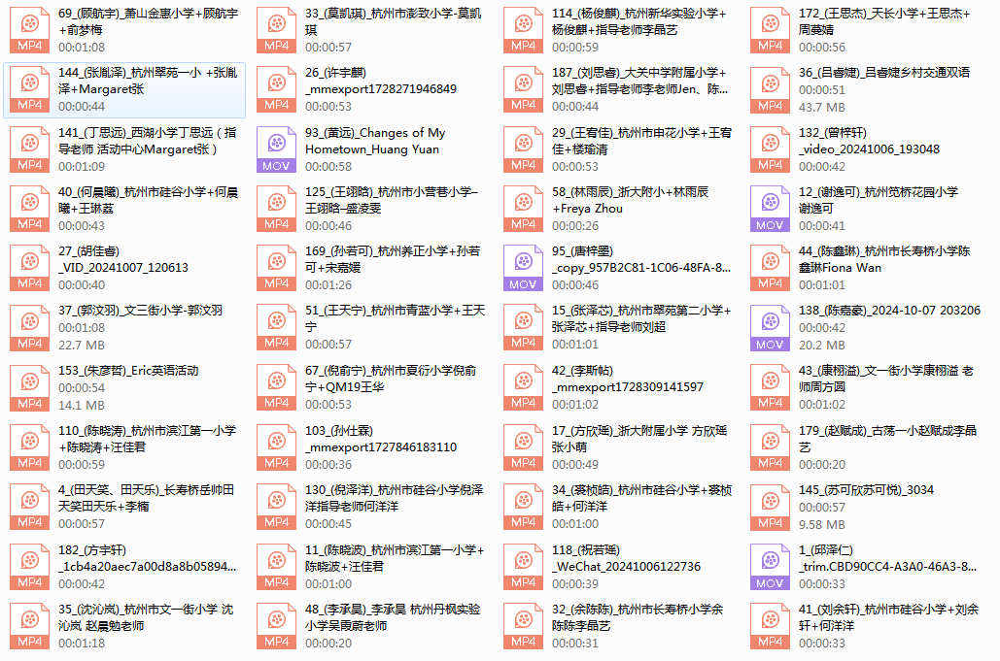 69_(顾航宇)_萧山金惠小学+顾航宇
+俞梦梅
00:01:08
MP4
33_(莫凯琪)_杭州市澎致小学-莫凯
琪
00:00:57
MP4
114_(杨俊麒)_杭州新华实验小学+
杨俊麒+指导老师李晶艺
00:00:59
MP4
172_(王思杰)_天长小学+王思杰+
周葽婧
00:00:56
MP4
144_(张胤泽)_杭州翠苑一小 +张胤
泽+Margaret张
00:00:44
MP4
26_(许宇麒)
_mmexport1728271946849
00:00:53
MP4
187_(刘思睿)_大关中学附属小学+
刘思睿+指导老师李老师Jen、陈...
00:00:44
MP4
36_(吕睿婕)_吕睿婕乡村交通双语
00:00:51
43.7 MB
MP4
141_(丁思远)_西湖小学丁思远（指
导老师 活动中心Margaret张）
00:01:09
MP4
93_(黄远)_Changes of My
Hometown_Huang Yuan
00:00:58
MOV
29_(王宥佳)_杭州市申花小学+王宥
佳+楼瑜清
00:00:53
MP4
132_(曾梓轩)
_video_20241006_193048
00:00:42
MP4
40_(何晨曦)_杭州市硅谷小学+何晨
曦+王琳荔
00:00:43
MP4
125_(王翊晗)_杭州市小营巷小学–
王翊晗–盛凌雯
00:00:46
MP4
58_(林雨辰)_浙大附小+林雨辰
+Freya Zhou
00:00:26
MP4
12_(谢逸可)_杭州笕桥花园小学
谢逸可
00:00:41
MOV
27_(胡佳睿)
_VID_20241007_120613
00:00:40
MP4
169_(孙若可)_杭州养正小学+孙若
可+宋嘉媛
00:01:26
MP4
95_(唐梓墨)
_copy_957B2C81-1C06-48FA-8...
00:00:46
MOV
44_(陈鑫琳)_杭州市长寿桥小学陈
鑫琳Fiona Wan
00:01:01
MP4
37_(郭汶羽)_文三街小学-郭汶羽
00:01:08
22.7 MB
MP4
51_(王天宁)_杭州市青蓝小学+王天
宁
00:00:57
MP4
15_(张泽芯)_杭州市翠苑第二小学+
张泽芯+指导老师刘超
00:01:01
MP4
138_(陈嘉豪)_2024-10-07 203206
00:00:42
20.2 MB
MOV
153_(朱彦哲)_Eric英语活动
00:00:54
14.1 MB
MP4
67_(倪俞宁)_杭州市夏衍小学倪俞
宁+QM19王华
00:00:53
MP4
42_(李斯帖)
_mmexport1728309141597
00:01:02
MP4
43_(康栩溢)_文一街小学康栩溢 老
师周方圆
00:01:02
MP4
110_(陈晓涛)_杭州市滨江第一小学
+陈晓涛+汪佳君
00:00:59
MP4
103_(孙仕霖)
_mmexport1727846183110
00:00:36
MP4
17_(方欣瑶)_浙大附属小学 方欣瑶
张小萌
00:00:49
MP4
179_(赵赋成)_古荡一小赵赋成李晶
艺
00:00:20
MP4
4_(田天笑、田天乐)_长寿桥岳帅田
天笑田天乐+李楠
00:00:57
MP4
130_(倪泽洋)_杭州市硅谷小学倪泽
洋指导老师何洋洋
00:00:45
MP4
34_(裘桢皓)_杭州市硅谷小学+裘桢
皓+何洋洋
00:01:00
MP4
145_(苏可欣苏可悦)_3034
00:00:57
9.58 MB
MP4
182_(方宇轩)
_1cb4a20aec7a00d8a8b05894...
00:00:42
MP4
11_(陈晓波)_杭州市滨江第一小学+
陈晓波+汪佳君
00:01:00
MP4
118_(祝若瑶)
_WeChat_20241006122736
00:00:39
MP4
1_(邱泽仁)
_trim.CBD90CC4-A3A0-46A3-8...
00:00:33
MOV
35_(沈沁岚)_杭州市文一街小学 沈
沁岚 赵晨勉老师
00:01:18
MP4
48_(李承昊)_李承昊 杭州丹枫实验
小学吴霞蔚老师
00:00:20
MP4
32_(余陈陈)_杭州市长寿桥小学余
陈陈李晶艺
00:00:31
MP4
41_(刘余轩)_杭州市硅谷小学+刘余
轩+何洋洋
00:00:33
MP4